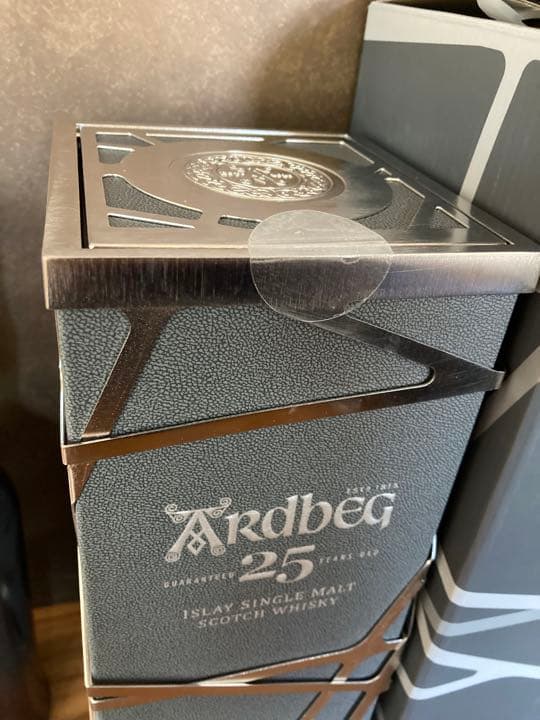 ESTD 1815
ARDBEG
GUARANTEED 25 YEARS OLD
ISLAY SINGLE MALT
SCOTCH WHISKY